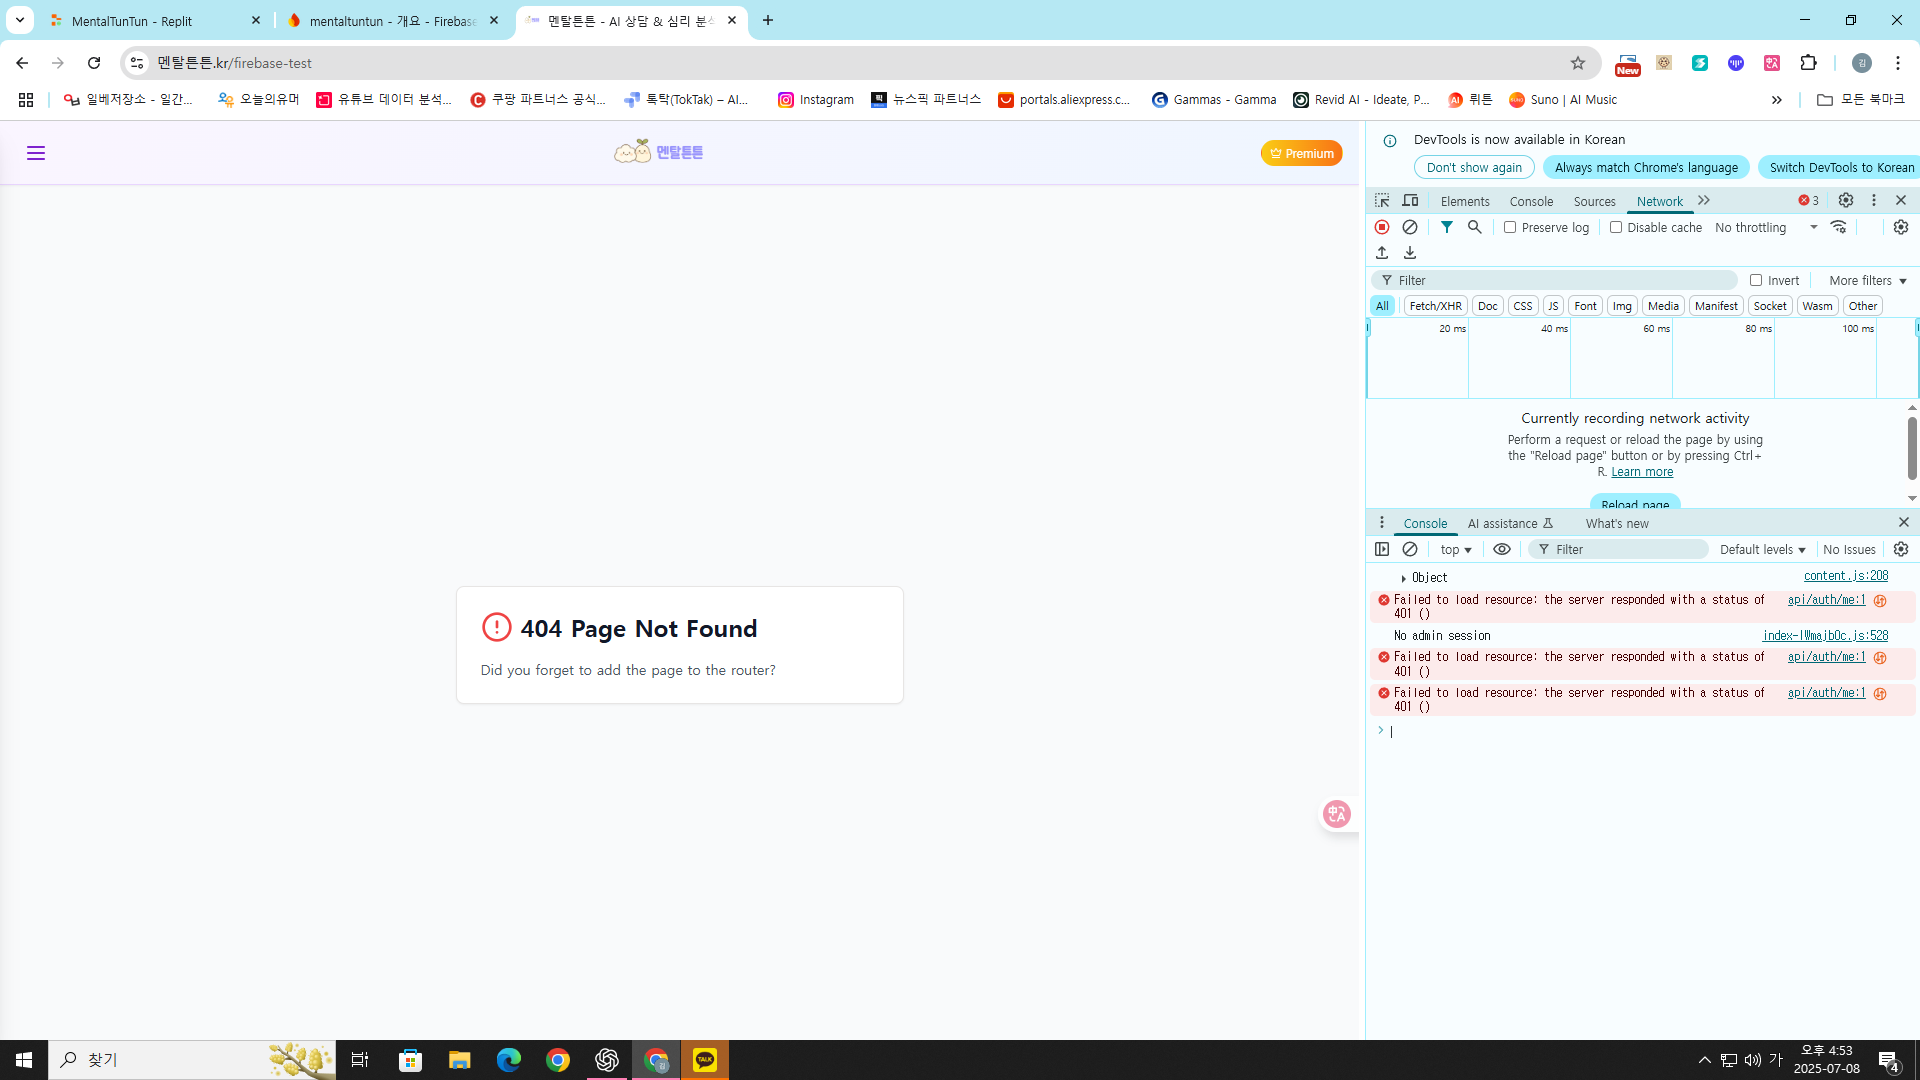 MentalTunTun - Replit
mentaltuntun - 개요 - Firebase
멘탈튼튼 - AI 상담 & 심리 분석
멘탈튼튼.kr/firebase-test
New
김
일베저장소 - 일간...
오늘의유머
유튜브 데이터 분석...
쿠팡 파트너스 공식...
톡탁(TokTak) – AI...
Instagram
뉴스픽 파트너스
portals.aliexpress.c...
Gammas - Gamma
Revid AI - Ideate, P...
뤼튼
Suno | AI Music
모든 북마크
멘탈튼튼
Premium
404 Page Not Found
Did you forget to add the page to the router?
DevTools is now available in Korean
Don't show again
Always match Chrome's language
Switch DevTools to Korean
Elements
Console
Sources
Network
3
Preserve log
Disable cache
No throttling
Filter
Invert
More filters
All
Fetch/XHR
Doc
CSS
JS
Font
Img
Media
Manifest
Socket
Wasm
Other
20 ms
40 ms
60 ms
80 ms
100 ms
Currently recording network activity
Perform a request or reload the page by using
the "Reload page" button or by pressing Ctrl+
R. Learn more
Reload page
Console
AI assistance
What's new
top
Filter
Default levels
No Issues
Object content.js:208
Failed to load resource: the server responded with a status of api/auth/me:1
401 ()
No admin session index-lWmajbOc.js:528
Failed to load resource: the server responded with a status of api/auth/me:1
401 ()
Failed to load resource: the server responded with a status of api/auth/me:1
401 ()
찾기
TALK
가
오후 4:53
2025-07-08
4